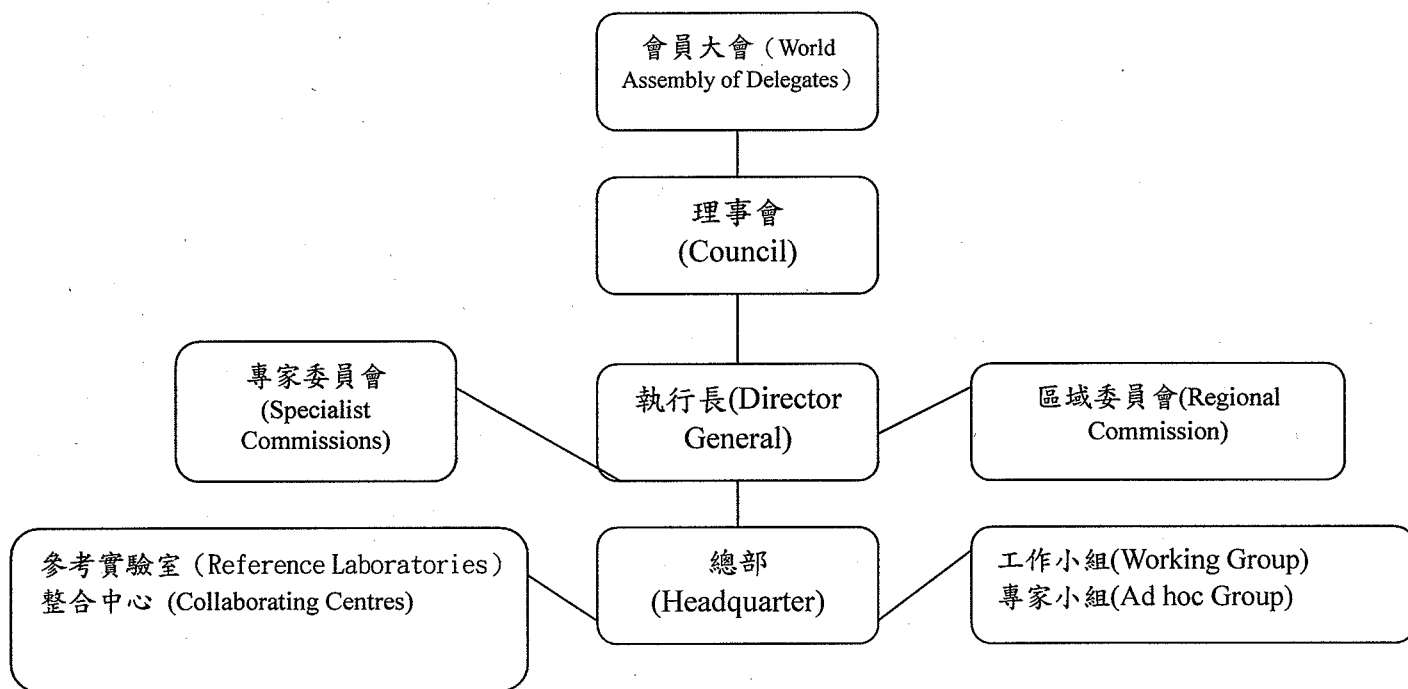 會員大會（World
Assembly of Delegates）
理事會
(Council)
專家委員會
(Specialist
Commissions)
執行長(Director
General)
區域委員會(Regional
Commission)
參考實驗室（Reference Laboratories）
整合中心 (Collaborating Centres)
總部
(Headquarter)
工作小組(Working Group)
專家小組(Ad hoc Group)